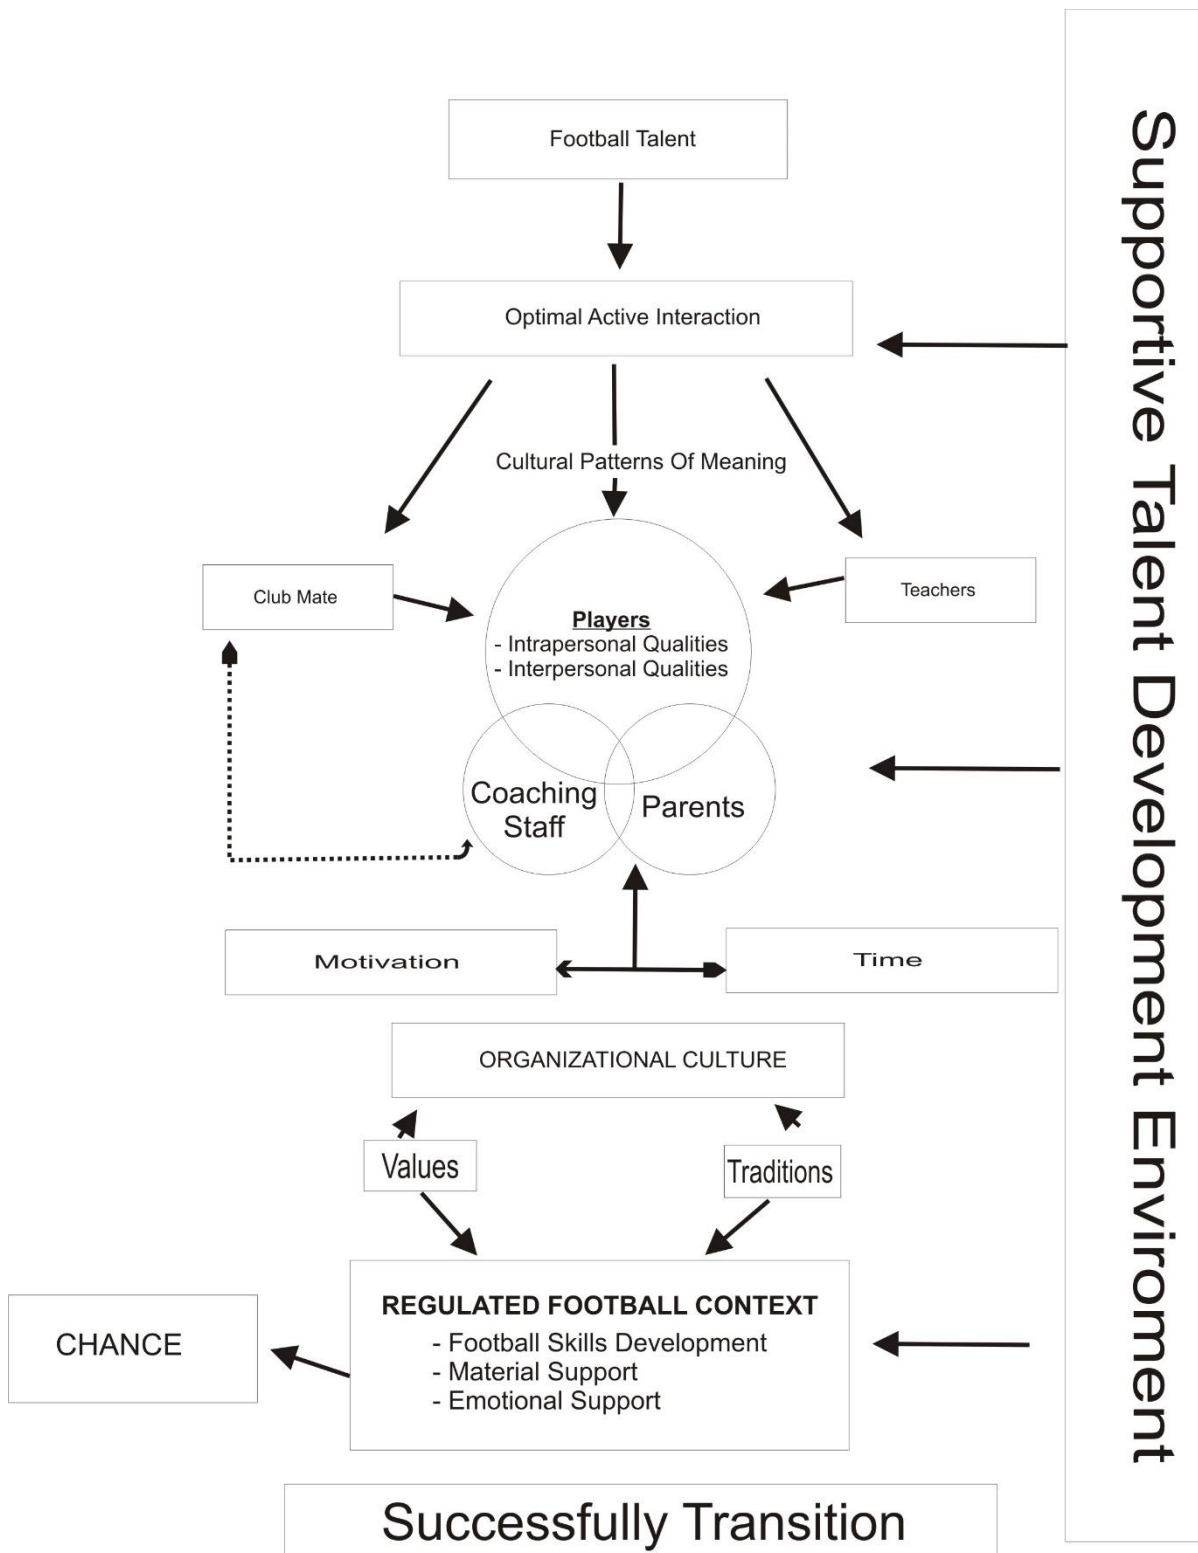 Football Talent
Optimal Active Interaction
Cultural Patterns Of Meaning
Club Mate
Teachers
Players
- Intrapersonal Qualities
- Interpersonal Qualities
Coaching
Staff
Parents
Motivation
Time
ORGANIZATIONAL CULTURE
Values
Traditions
REGULATED FOOTBALL CONTEXT
- Football Skills Development
- Material Support
- Emotional Support
CHANCE
Successfully Transition
Supportive Talent Development Enviroment